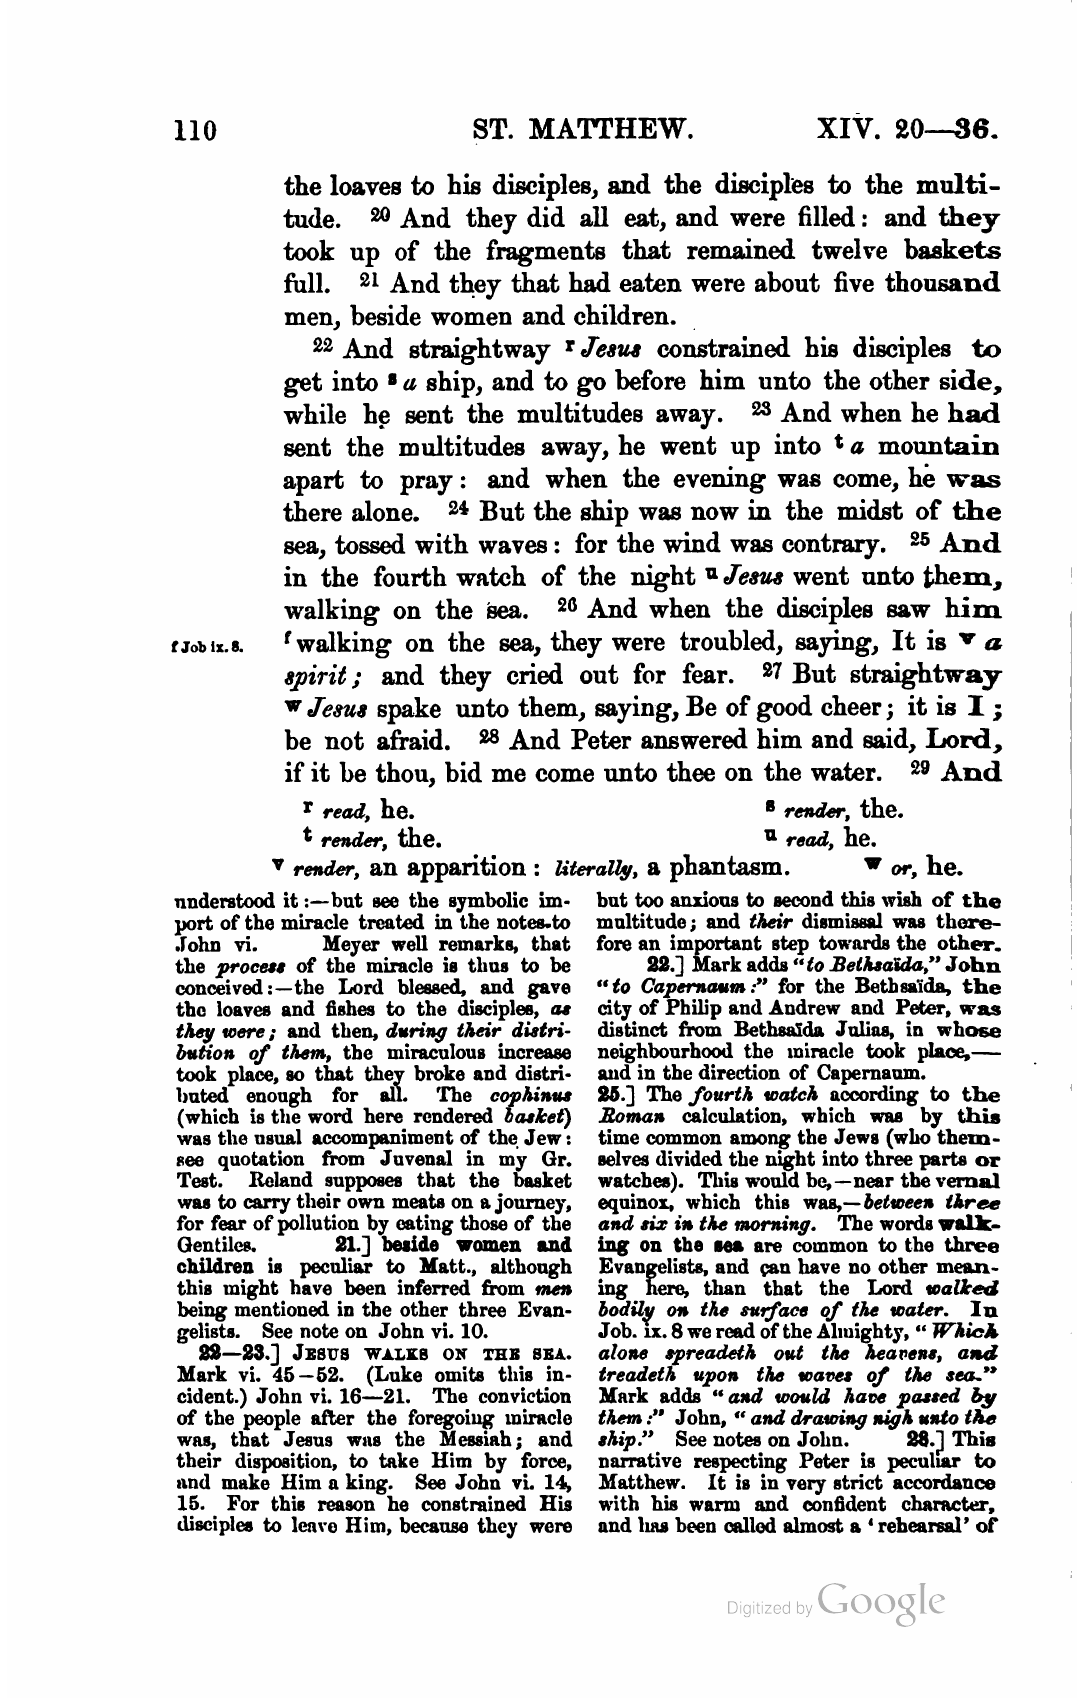 110 ST. MATTHEW. XIV. 20—36.
the loaves to his disciples, and the disciples to the multi-
tude. 20 And they did all eat, and were filled: and they
took up of the fragments that remained twelve baskets
full. 21 And they that had eaten were about five thousand
men, beside women and children.
22 And straightway r Jesus constrained his disciples to
get into s a ship, and to go before him unto the other side,
while he sent the multitudes away. 23 And when he had
sent the multitudes away, he went up into t a mountain
apart to pray: and when the evening was come, he was
there alone. 24 But the ship was now in the midst of the
sea, tossed with waves: for the wind was contrary. 25 And
in the fourth watch of the night u Jesus went unto them,
walking on the sea. 26 And when the disciples saw him
f Job ix. 8. f walking on the sea, they were troubled, saying, It is v a
spirit; and they cried out for fear. 27 But straightway
w Jesus spake unto them, saying, Be of good cheer; it is I;
be not afraid. 28 And Peter answered him and said, Lord,
if it be thou, bid me come unto thee on the water. 29 And
r read, he. s render, the.
t render, the. u read, he.
v render, an apparition: literally, a phantasm. w or, he.
understood it:—but see the symbolic im-
port of the miracle treated in the notes to
John vi. Meyer well remarks, that
the process of the miracle is thus to be
conceived:—the Lord blessed, and gave
the loaves and fishes to the disciples, as
they were; and then, during their distri-
bution of them, the miraculous increase
took place, so that they broke and distri-
buted enough for all. The cophinus
(which is the word here rendered basket)
was the usual accompaniment of the Jew:
see quotation from Juvenal in my Gr.
Test. Reland supposes that the basket
was to carry their own meats on a journey,
for fear of pollution by eating those of the
Gentiles. 21.] beside women and
children is peculiar to Matt., although
this might have been inferred from men
being mentioned in the other three Evan-
gelists. See note on John vi. 10.
22—23.] JESUS WALKS ON THE SEA.
Mark vi. 45—52. (Luke omits this in-
cident.) John vi. 16—21. The conviction
of the people after the foregoing miracle
was, that Jesus was the Messiah; and
their disposition, to take Him by force,
and make Him a king. See John vi. 14,
15. For this reason he constrained His
disciples to leave Him, because they were
but too anxious to second this wish of the
multitude; and their dismissal was there-
fore an important step towards the other.
22.] Mark adds “to Bethsaïda,” John
“to Capernaum:” for the Bethsaïda, the
city of Philip and Andrew and Peter, was
distinct from Bethsaïda Julias, in whose
neighbourhood the miracle took place,—
and in the direction of Capernaum.
25.] The fourth watch according to the
Roman calculation, which was by this
time common among the Jews (who them-
selves divided the night into three parts or
watches). This would be,—near the vernal
equinox, which this was,—between three
and six in the morning. The words walk-
ing on the sea are common to the three
Evangelists, and can have no other mean-
ing here, than that the Lord walked
bodily on the surface of the water. In
Job. ix. 8 we read of the Almighty, “Which
alone spreadeth out the heavens, and
treadeth upon the waves of the sea.”
Mark adds “and would have passed by
them:” John, “and drawing nigh unto the
ship.” See notes on John. 28.] This
narrative respecting Peter is peculiar to
Matthew. It is in very strict accordance
with his warm and confident character,
and has been called almost a ‘rehearsal’ of
Digitized by Google